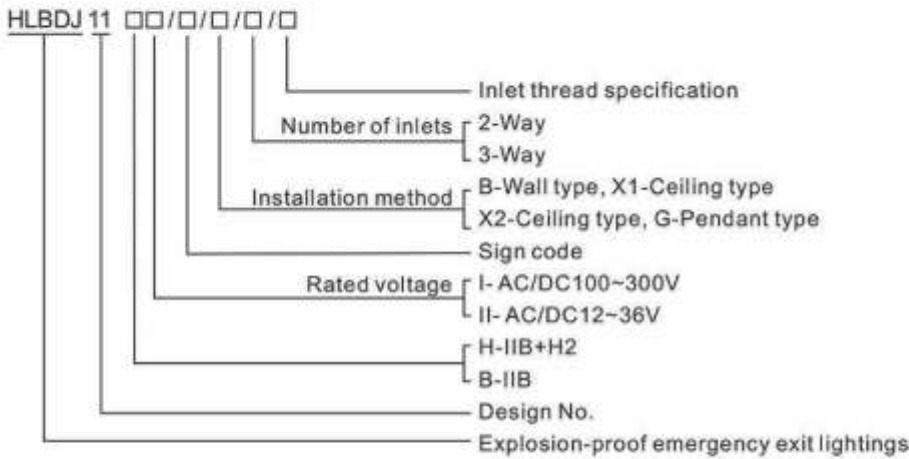 HLBDJ 11 □□/□/□/□/□
Inlet thread specification
Number of inlets
2-Way
3-Way
Installation method
B-Wall type, X1-Ceiling type
X2-Ceiling type, G-Pendant type
Sign code
Rated voltage
I- AC/DC100~300V
II- AC/DC12~36V
H-IIB+H2
B-IIB
Design No.
Explosion-proof emergency exit lightings